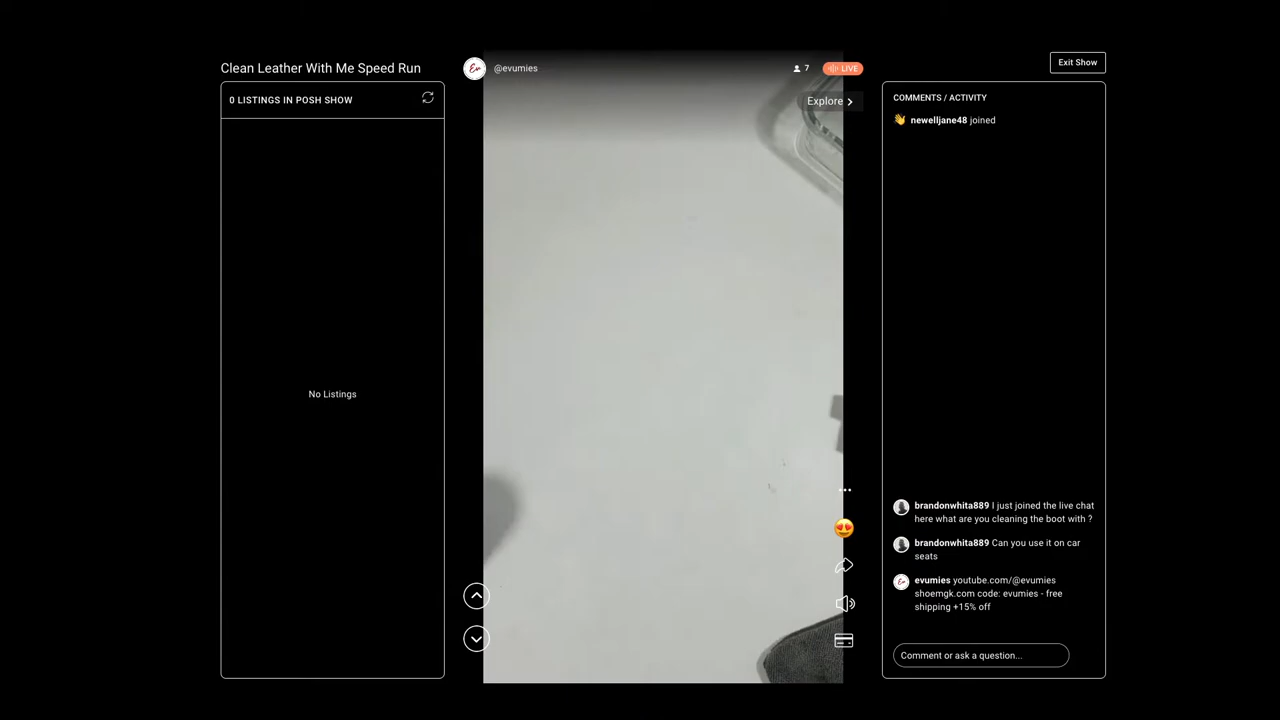 Clean Leather With Me Speed Run
0 LISTINGS IN POSH SHOW
No Listings
Ev
@evumies
7
LIVE
Explore
Exit Show
COMMENTS / ACTIVITY
newelljane48 joined
brandonwhita889 I just joined the live chat
here what are you cleaning the boot with ?
brandonwhita889 Can you use it on car
seats
Ev
evumies youtube.com/@evumies
shoemgk.com code: evumies - free
shipping +15% off
Comment or ask a question...